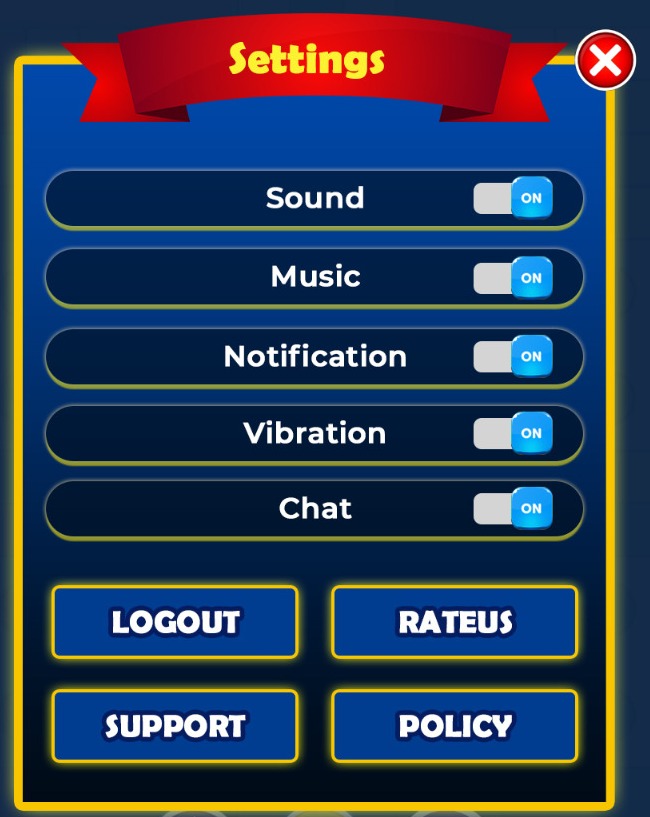 Settings
Sound ON
Music ON
Notification ON
Vibration ON
Chat ON
LOGOUT RATEUS
SUPPORT POLICY